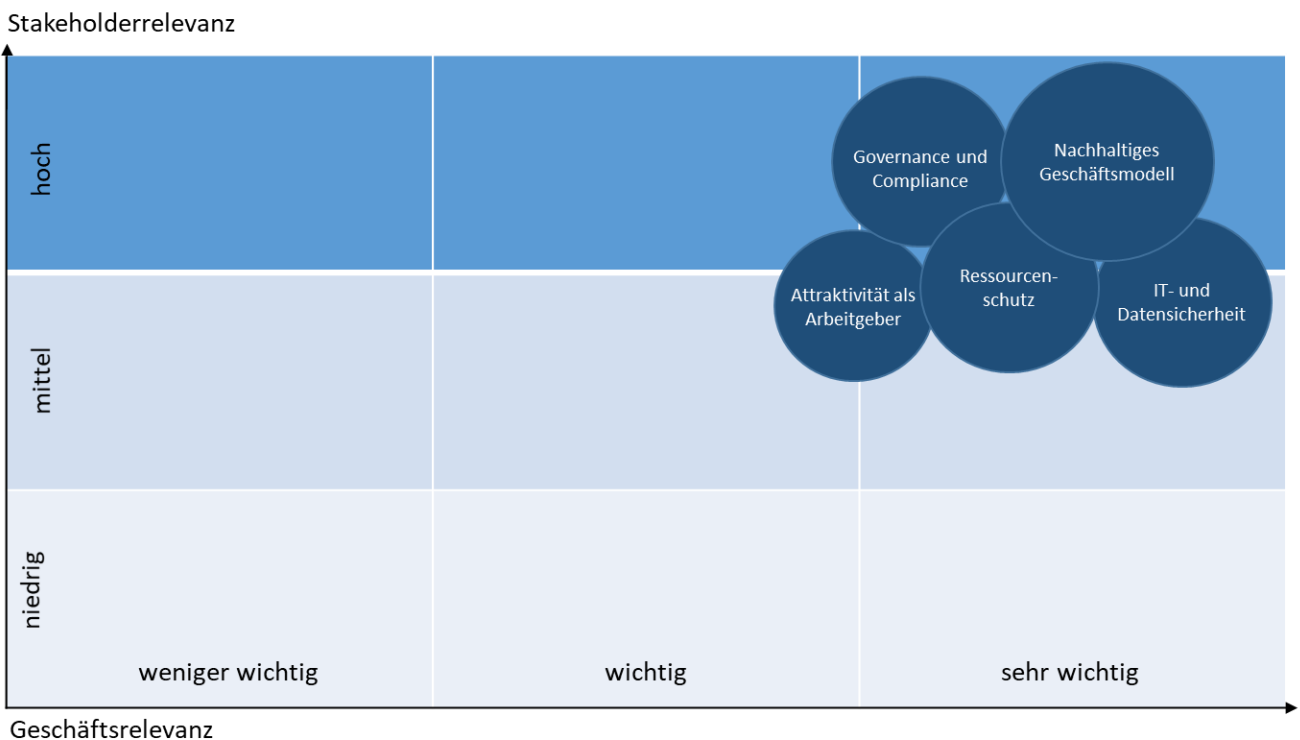 Stakeholderrelevanz
hoch
Governance und
Compliance
Nachhaltiges
Geschäftsmodell
Attraktivität als
Arbeitgeber
Ressourcen-
schutz
IT- und
Datensicherheit
mittel
niedrig
weniger wichtig
wichtig
sehr wichtig
Geschäftsrelevanz